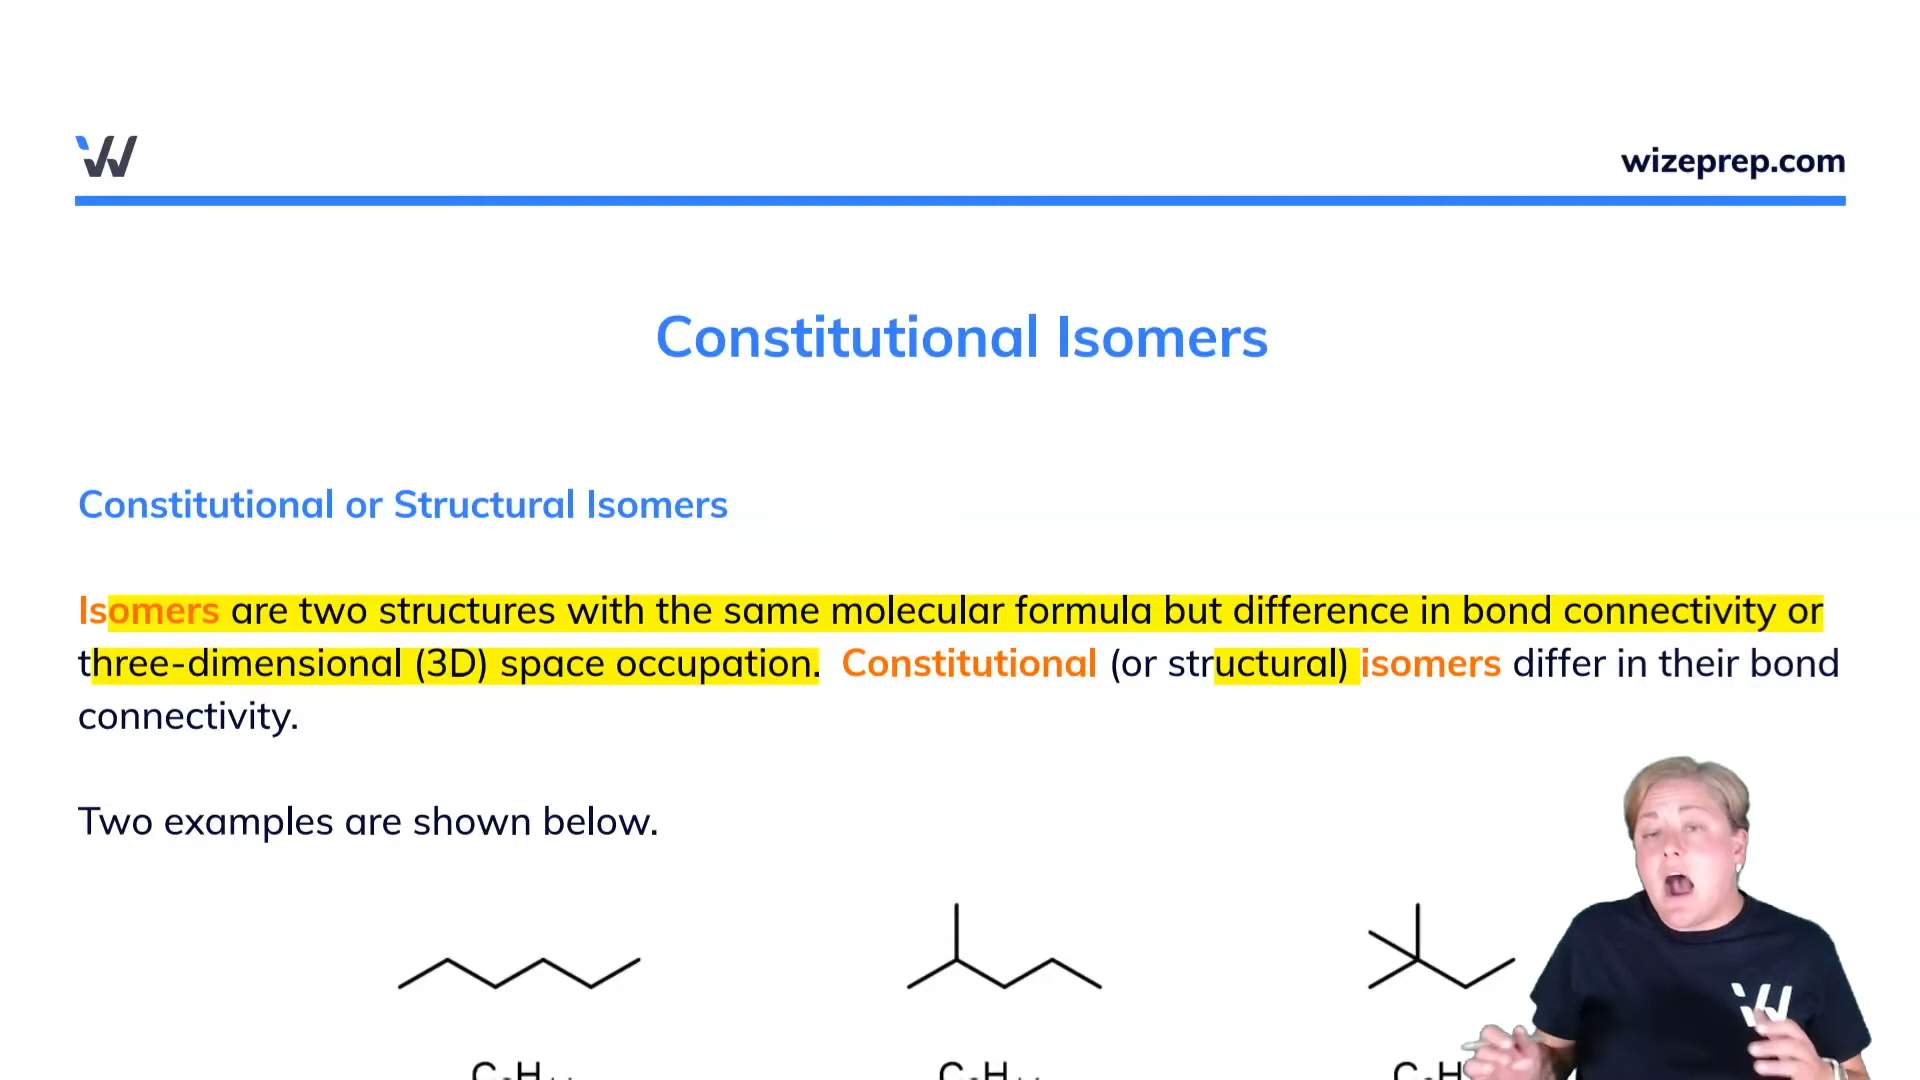 wizeprep.com
Constitutional Isomers
Constitutional or Structural Isomers
Isomers are two structures with the same molecular formula but difference in bond connectivity or
three-dimensional (3D) space occupation. Constitutional (or structural) isomers differ in their bond
connectivity.
Two examples are shown below.